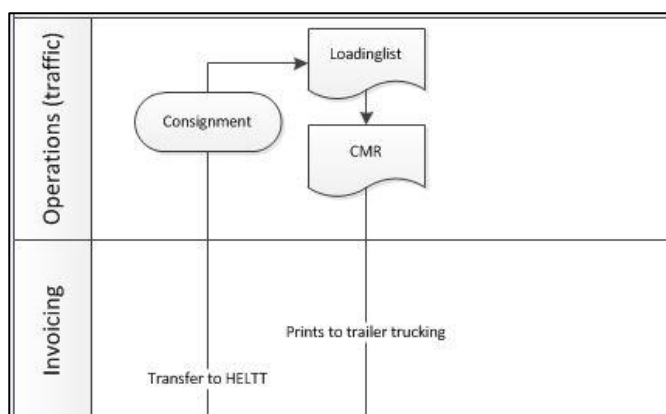 Operations (traffic)
Loadinglist
Consignment
CMR
Invoicing
Prints to trailer trucking
Transfer to HELTT